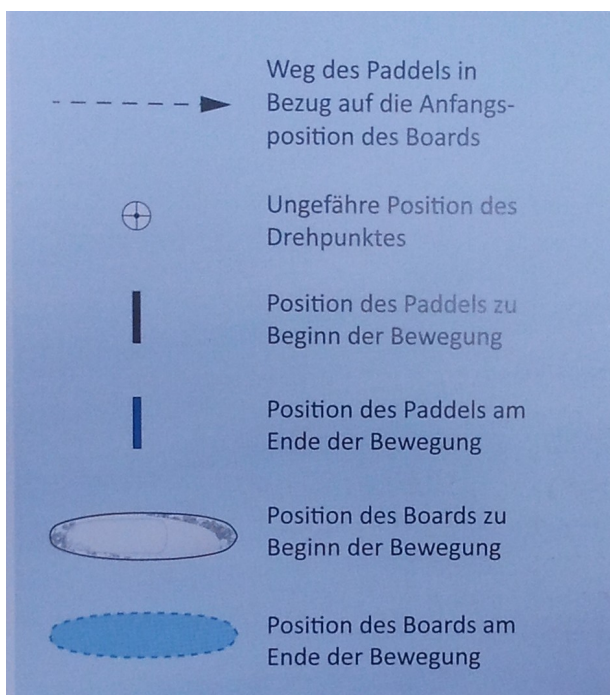 Weg des Paddels in
Bezug auf die Anfangs-
position des Boards
Ungefähre Position des
Drehpunktes
Position des Paddels zu
Beginn der Bewegung
Position des Paddels am
Ende der Bewegung
Position des Boards zu
Beginn der Bewegung
Position des Boards am
Ende der Bewegung